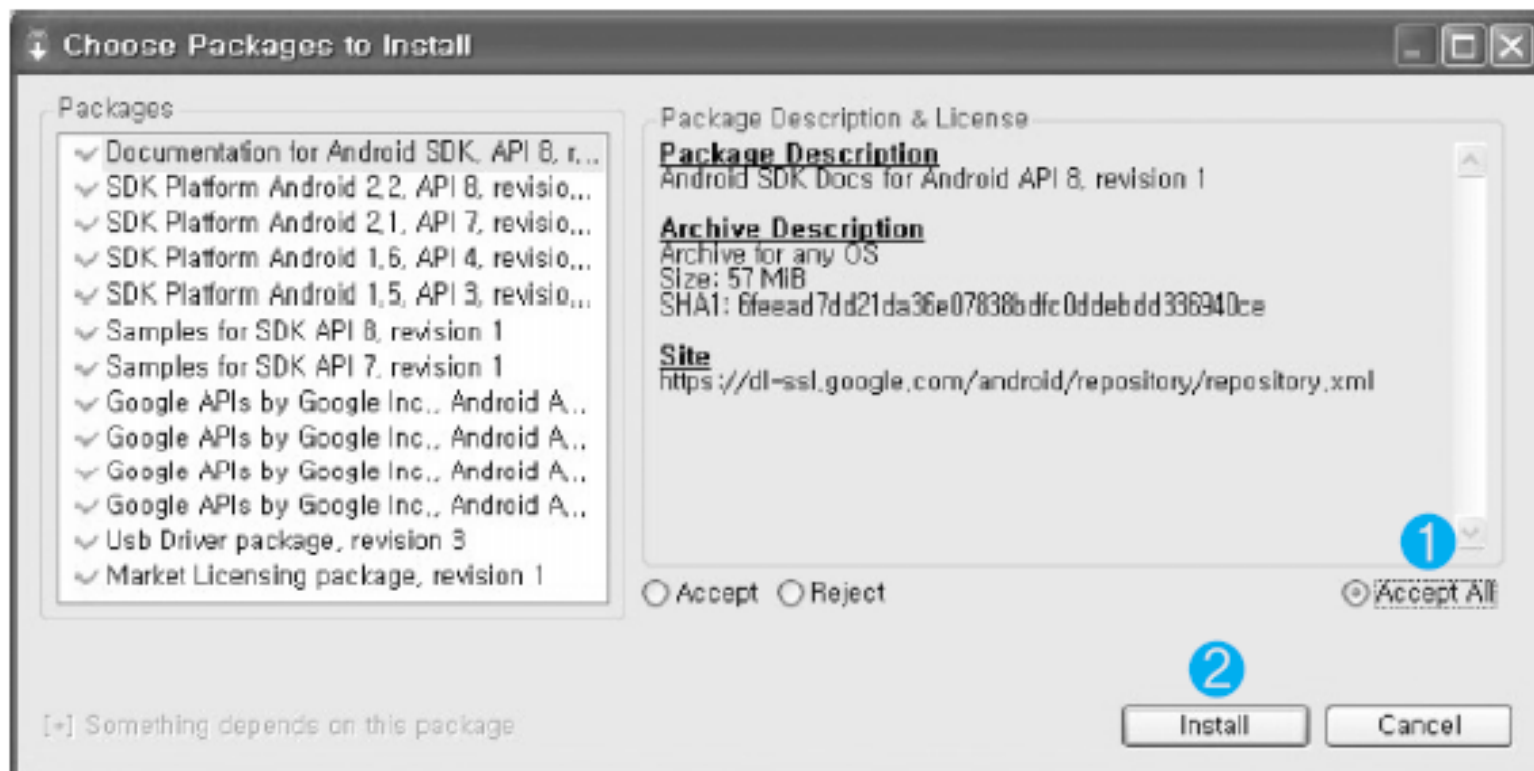 Choose Packages to Install
Packages
Documentation for Android SDK, API 8, r...
SDK Platform Android 2.2, API 8, revisio...
SDK Platform Android 2.1, API 7, revisio...
SDK Platform Android 1.6, API 4, revisio...
SDK Platform Android 1.5, API 3, revisio...
Samples for SDK API 8, revision 1
Samples for SDK API 7, revision 1
Google APIs by Google Inc., Android A...
Google APIs by Google Inc., Android A...
Google APIs by Google Inc., Android A...
Google APIs by Google Inc., Android A...
Usb Driver package, revision 3
Market Licensing package, revision 1
Package Description & License
Package Description
Android SDK Docs for Android API 8, revision 1
Archive Description
Archive for any OS
Size: 57 MiB
SHA1: 6feead7dd21da36e07838bdfc0ddebdd336940ce
Site
https://dl-ssl.google.com/android/repository/repository.xml
1
Accept Reject Accept All
2
[*] Something depends on this package
Install Cancel